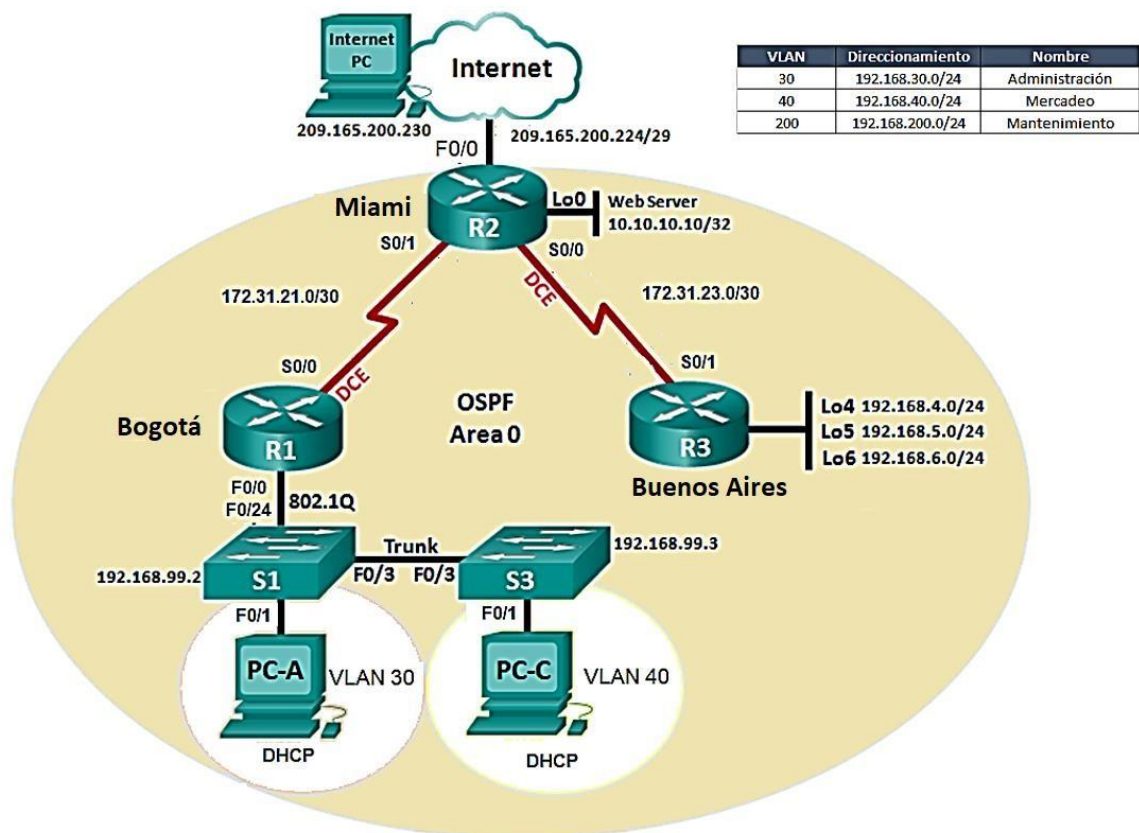 Internet
PC
Internet
209.165.200.230
209.165.200.224/29
F0/0
VLAN Direccionamiento Nombre
30 192.168.30.0/24 Administración
40 192.168.40.0/24 Mercadeo
200 192.168.200.0/24 Mantenimiento
Miami
R2
Lo0
Web Server
10.10.10.10/32
S0/1
S0/0
DCE
172.31.21.0/30
172.31.23.0/30
S0/0
DCE
S0/1
OSPF
Area 0
Bogotá
R1
R3
Lo4 192.168.4.0/24
Lo5 192.168.5.0/24
Lo6 192.168.6.0/24
Buenos Aires
F0/0
F0/24
802.1Q
Trunk
192.168.99.3
192.168.99.2
S1
F0/3
F0/3
S3
F0/1
F0/1
PC-A
VLAN 30
PC-C
VLAN 40
DHCP
DHCP